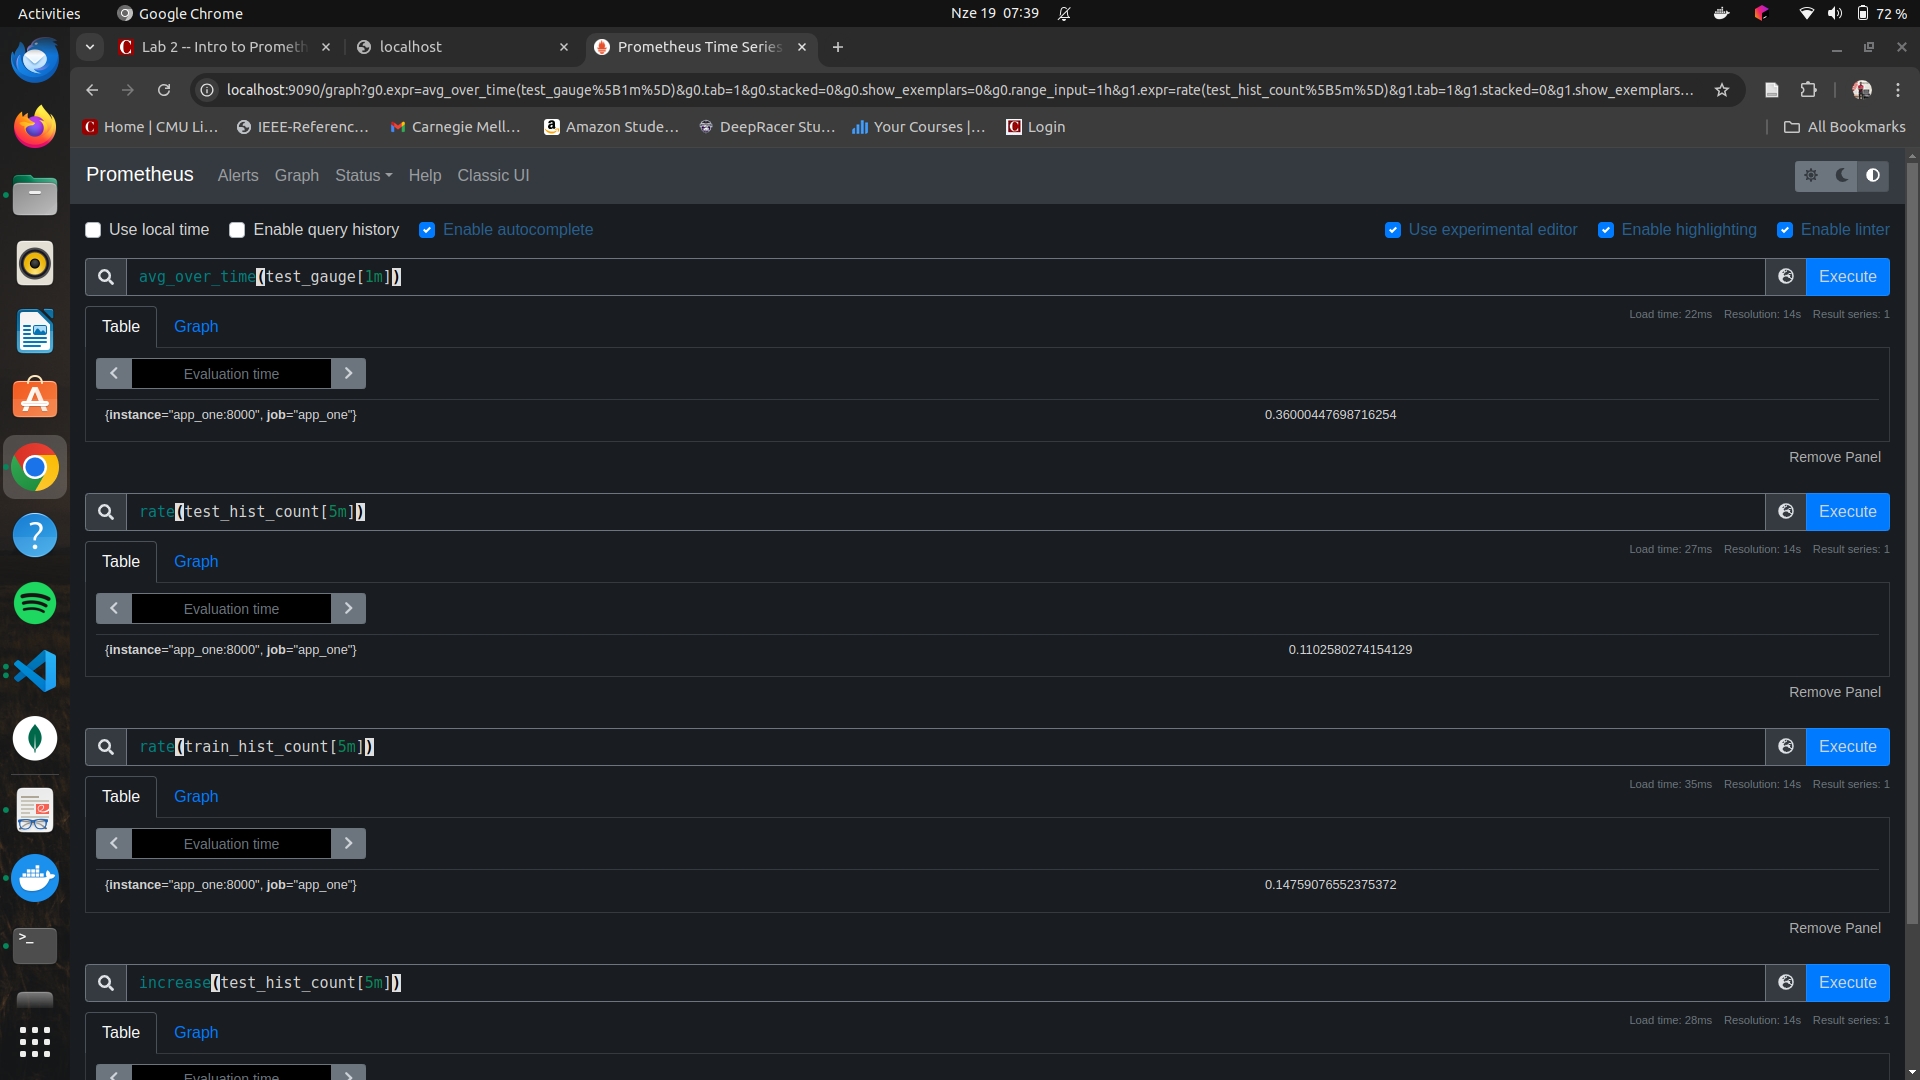 Activities
Google Chrome
Nze 19 07:39
72 %
Lab 2 -- Intro to Prometh
localhost
Prometheus Time Series
localhost:9090/graph?g0.expr=avg_over_time(test_gauge%5B1m%5D)&g0.tab=1&g0.stacked=0&g0.show_exemplars=0&g0.range_input=1h&g1.expr=rate(test_hist_count%5B5m%5D)&g1.tab=1&g1.stacked=0&g1.show_exemplars...
Home | CMU Li...
IEEE-Referenc...
Carnegie Mell...
Amazon Stude...
DeepRacer Stu...
Your Courses |...
Login
All Bookmarks
Prometheus
Alerts
Graph
Status
Help
Classic UI
Use local time
Enable query history
Enable autocomplete
Use experimental editor
Enable highlighting
Enable linter
avg_over_time(test_gauge[1m])
Execute
Table
Graph
Load time: 22ms Resolution: 14s Result series: 1
Evaluation time
{instance="app_one:8000", job="app_one"}
0.36000447698716254
Remove Panel
rate(test_hist_count[5m])
Execute
Table
Graph
Load time: 27ms Resolution: 14s Result series: 1
Evaluation time
{instance="app_one:8000", job="app_one"}
0.1102580274154129
Remove Panel
rate(train_hist_count[5m])
Execute
Table
Graph
Load time: 35ms Resolution: 14s Result series: 1
Evaluation time
{instance="app_one:8000", job="app_one"}
0.14759076552375372
Remove Panel
increase(test_hist_count[5m])
Execute
Table
Graph
Load time: 28ms Resolution: 14s Result series: 1
Evaluation time